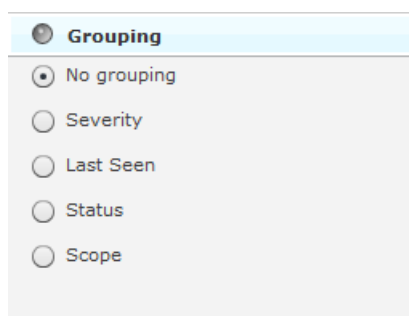 Grouping
No grouping
Severity
Last Seen
Status
Scope